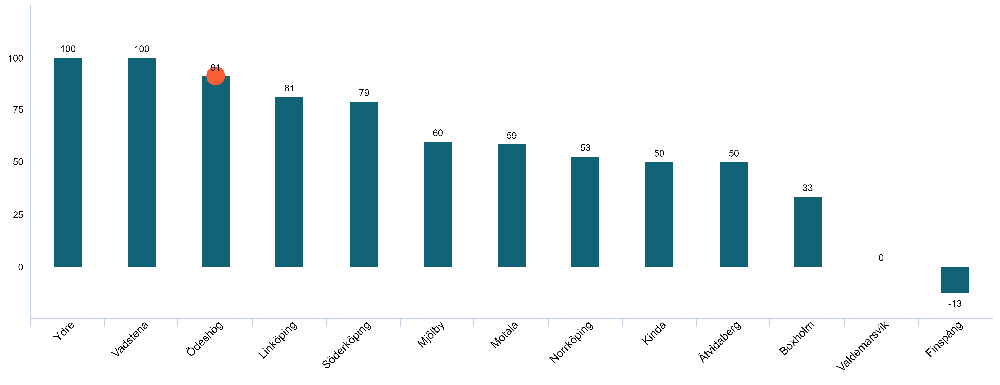 100
75
50
25
0
100
100
91
81
79
60
59
53
50
50
33
0
-13
Ydre
Vadstena
Ödeshög
Linköping
Söderköping
Mjölby
Motala
Norrköping
Kinda
Åtvidaberg
Boxholm
Valdemarsvik
Finspång